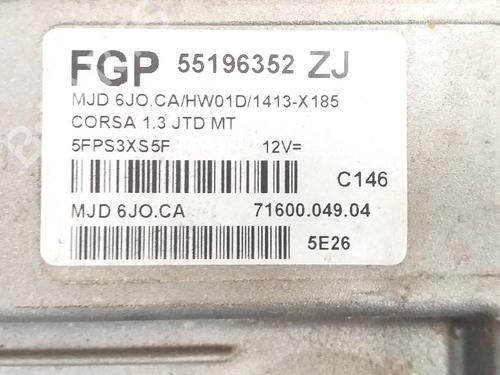 FGP 55196352 ZJ
MJD 6JO.CA/HW01D/1413-X185
CORSA 1.3 JTD MT
5FPS3XS5F 12V=
C146
MJD 6JO.CA 71600.049.04
5E26